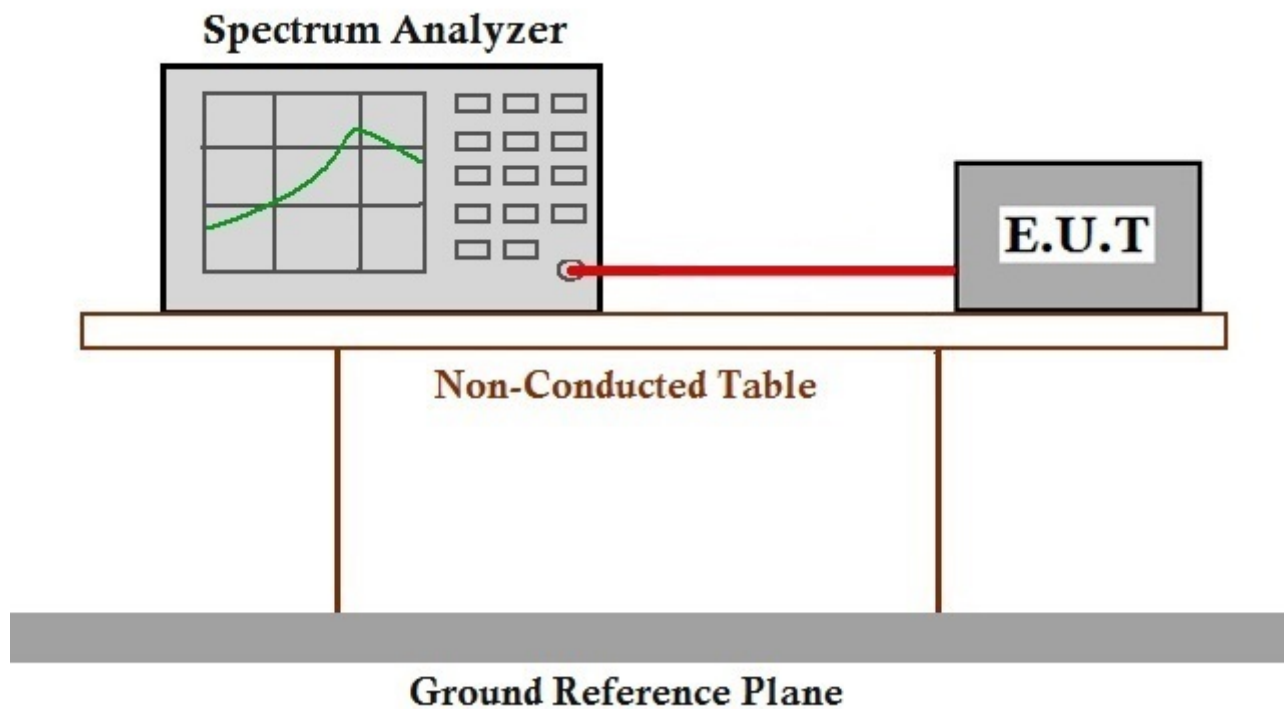 Spectrum Analyzer
E.U.T
Non-Conducted Table
Ground Reference Plane